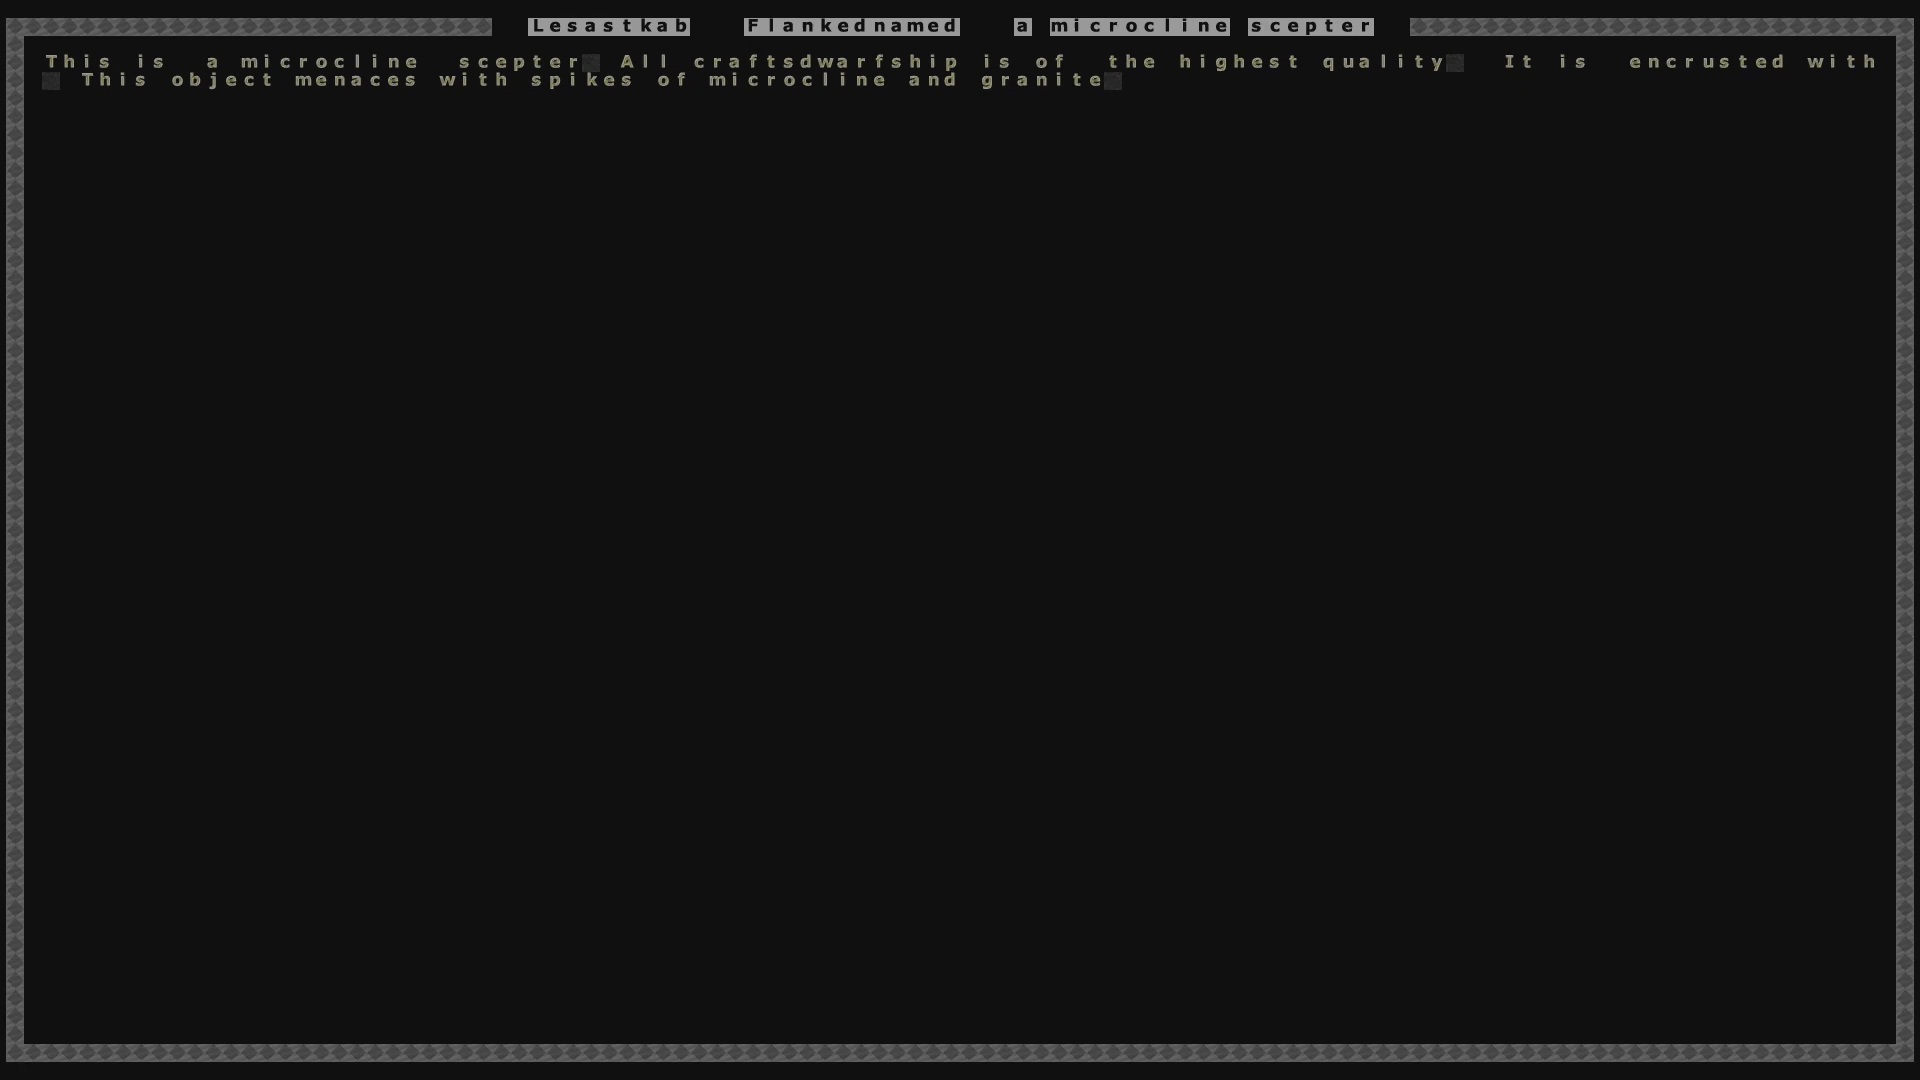 Lesastkab Flankednamed a microcline scepter
This is a microcline scepter All craftsdwarfship is of the highest quality It is encrusted with
This object menaces with spikes of microcline and granite